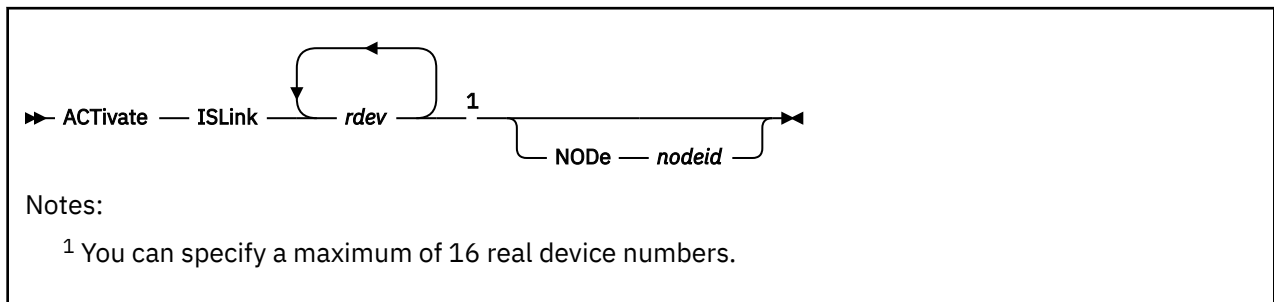 ACTivate ISLink rdev 1
NODe nodeid
Notes:
1 You can specify a maximum of 16 real device numbers.